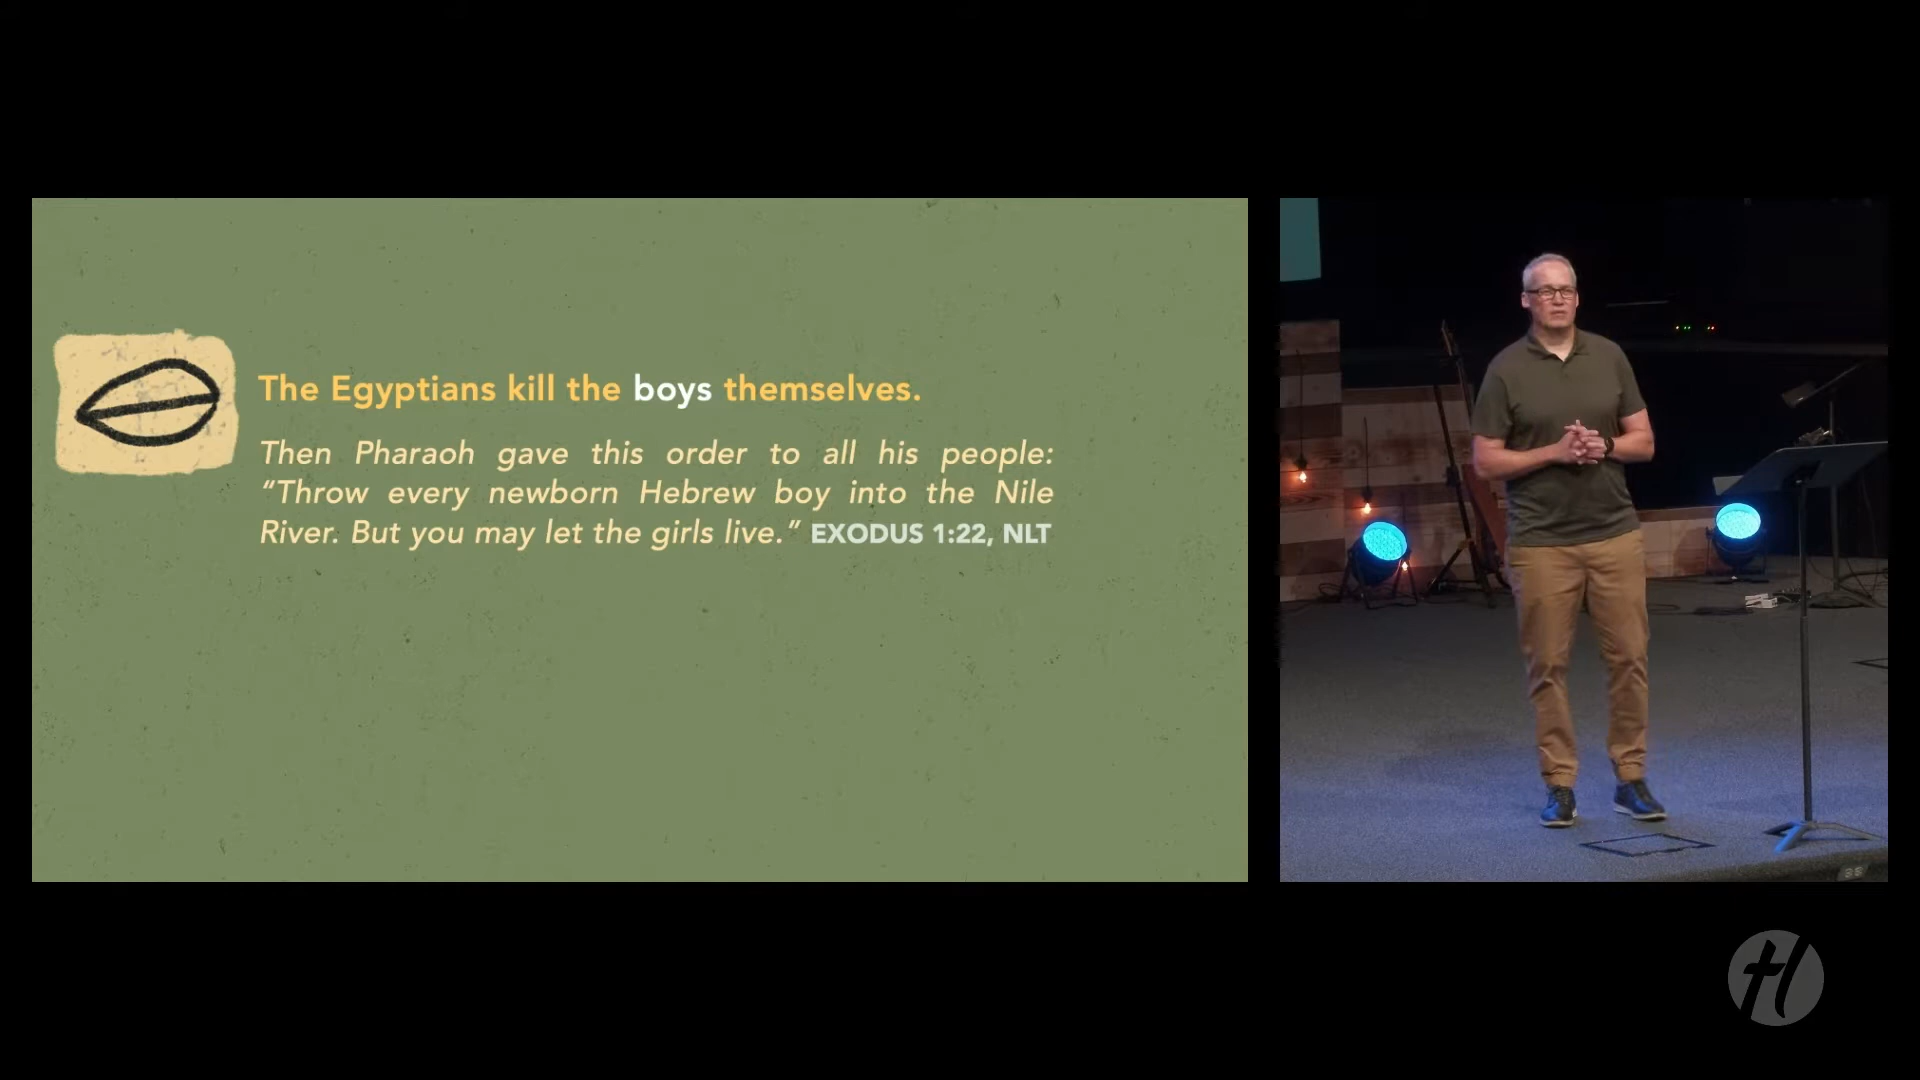 The Egyptians kill the boys themselves.
Then Pharaoh gave this order to all his people:
“Throw every newborn Hebrew boy into the Nile
River. But you may let the girls live.” EXODUS 1:22, NLT